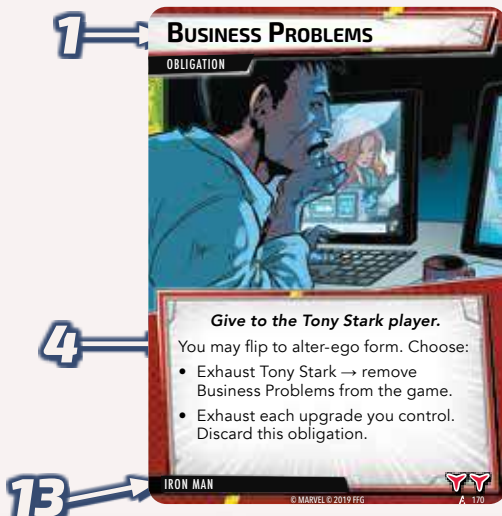 1
BUSINESS PROBLEMS
OBLIGATION
4
Give to the Tony Stark player.
You may flip to alter-ego form. Choose:
• Exhaust Tony Stark → remove
Business Problems from the game.
• Exhaust each upgrade you control.
Discard this obligation.
13
IRON MAN
© MARVEL © 2019 FFG
170